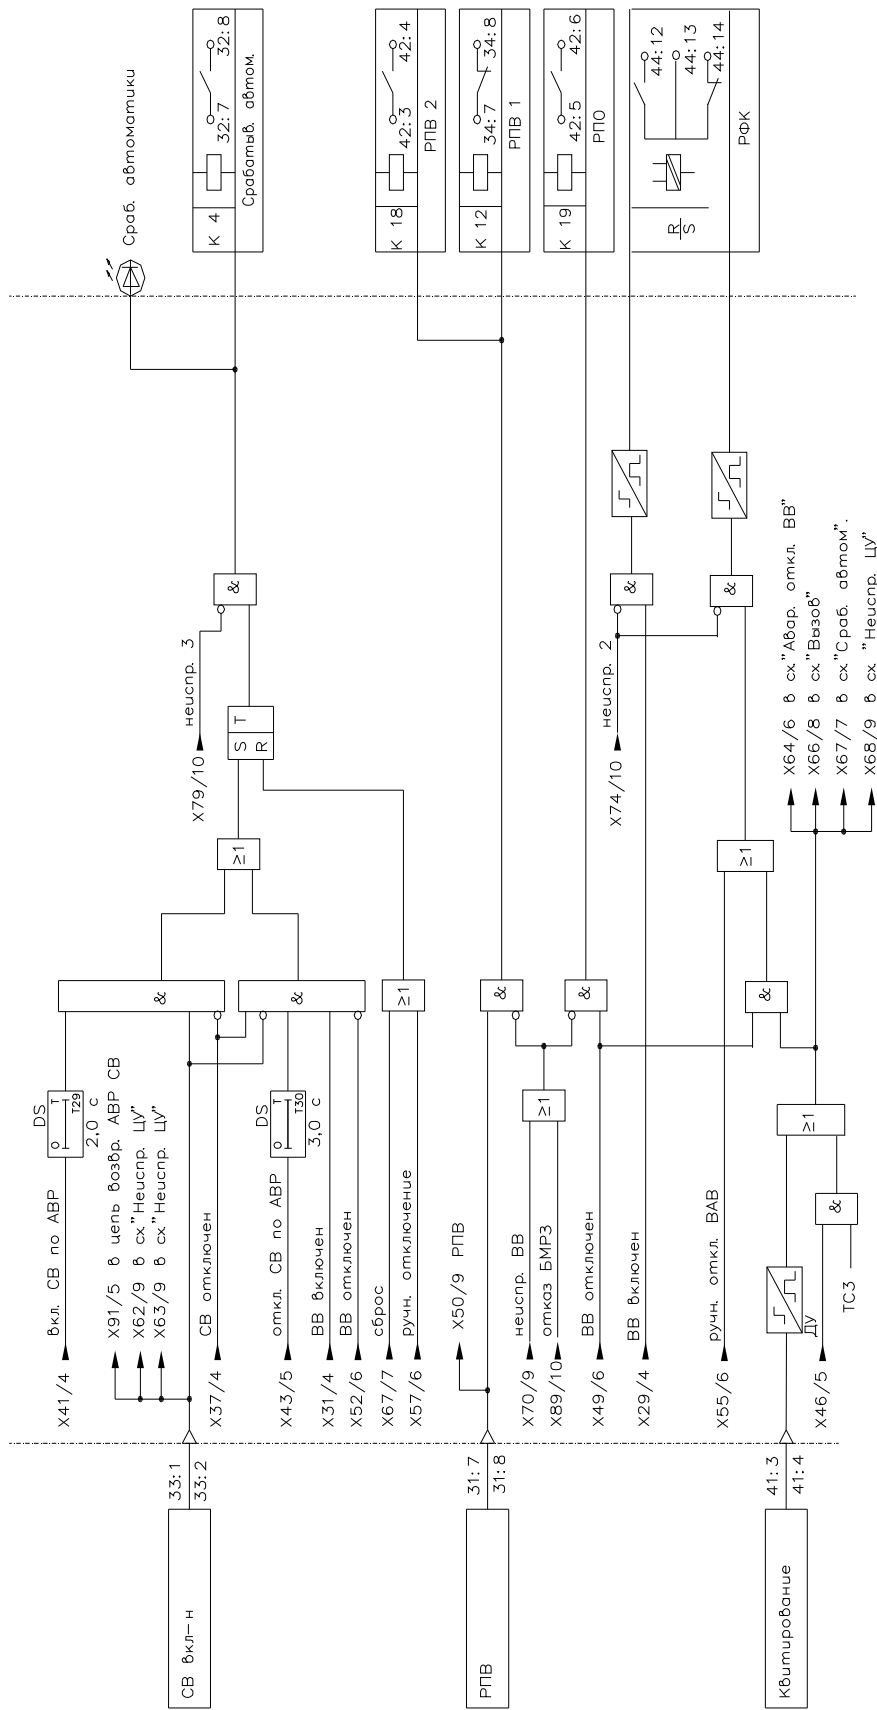 СВ вкл-н
33:1
33:2
X41/4
вкл. СВ по АВР
DS
O T
T29
2,0 с
X91/5 в цепь возвр. АВР СВ
X62/9 в сх."Неиспр. ЦУ"
X63/9 в сх."Неиспр. ЦУ"
X37/4
СВ отключен
X43/5
откл. СВ по АВР
DS
O T
T30
3,0 с
X31/4
ВВ включен
X52/6
ВВ отключен
X67/7
сброс
X57/6
ручн. отключение
&
&
≥1
≥1
S T
R
X79/10
неиспр. 3
&
Сраб. автоматики
К 4
32:7 32:8
Срабатыв. автом.
РПВ
31:7
31:8
X50/9 РПВ
X70/9
неиспр. ВВ
X89/10
отказ БМРЗ
≥1
X49/6
ВВ отключен
&
&
К 18
42:3 42:4
РПВ 2
К 12
34:7 34:8
РПВ 1
К 19
42:5 42:6
РПО
X29/4
ВВ включен
X74/10
неиспр. 2
&
&
X55/6
ручн. откл. ВАВ
≥1
&
R
S
44:12
44:13
44:14
РФК
Квитирование
41:3
41:4
ДУ
X46/5
ТС3
&
≥1
X64/6 в сх."Авар. откл. ВВ"
X66/8 в сх."Вызов"
X67/7 в сх."Сраб. автом".
X68/9 в сх. "Неиспр. ЦУ"